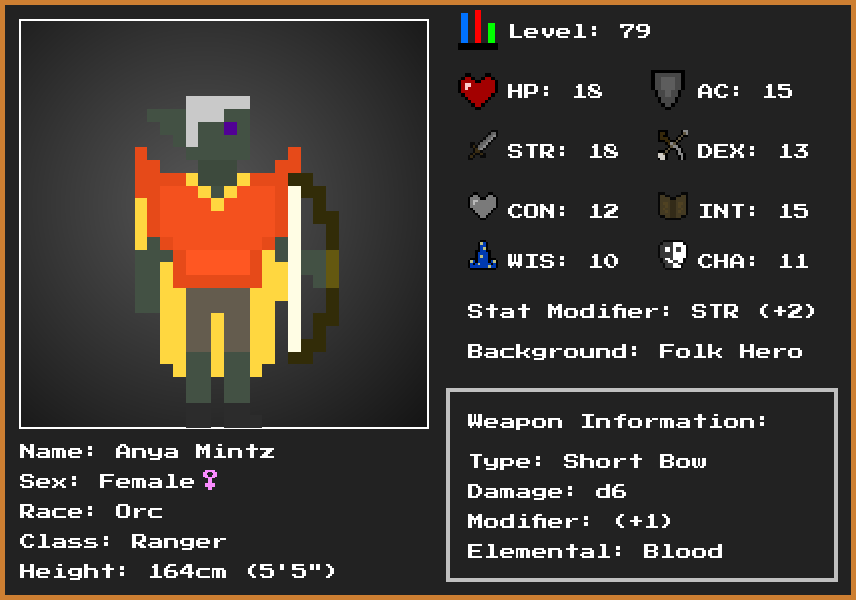 Level: 79
HP: 18 AC: 15
STR: 18 DEX: 13
CON: 12 INT: 15
WIS: 10 CHA: 11
Stat Modifier: STR (+2)
Background: Folk Hero
Weapon Information:
Type: Short Bow
Damage: d6
Modifier: (+1)
Elemental: Blood
Name: Anya Mintz
Sex: Female♀
Race: Orc
Class: Ranger
Height: 164cm (5'5")